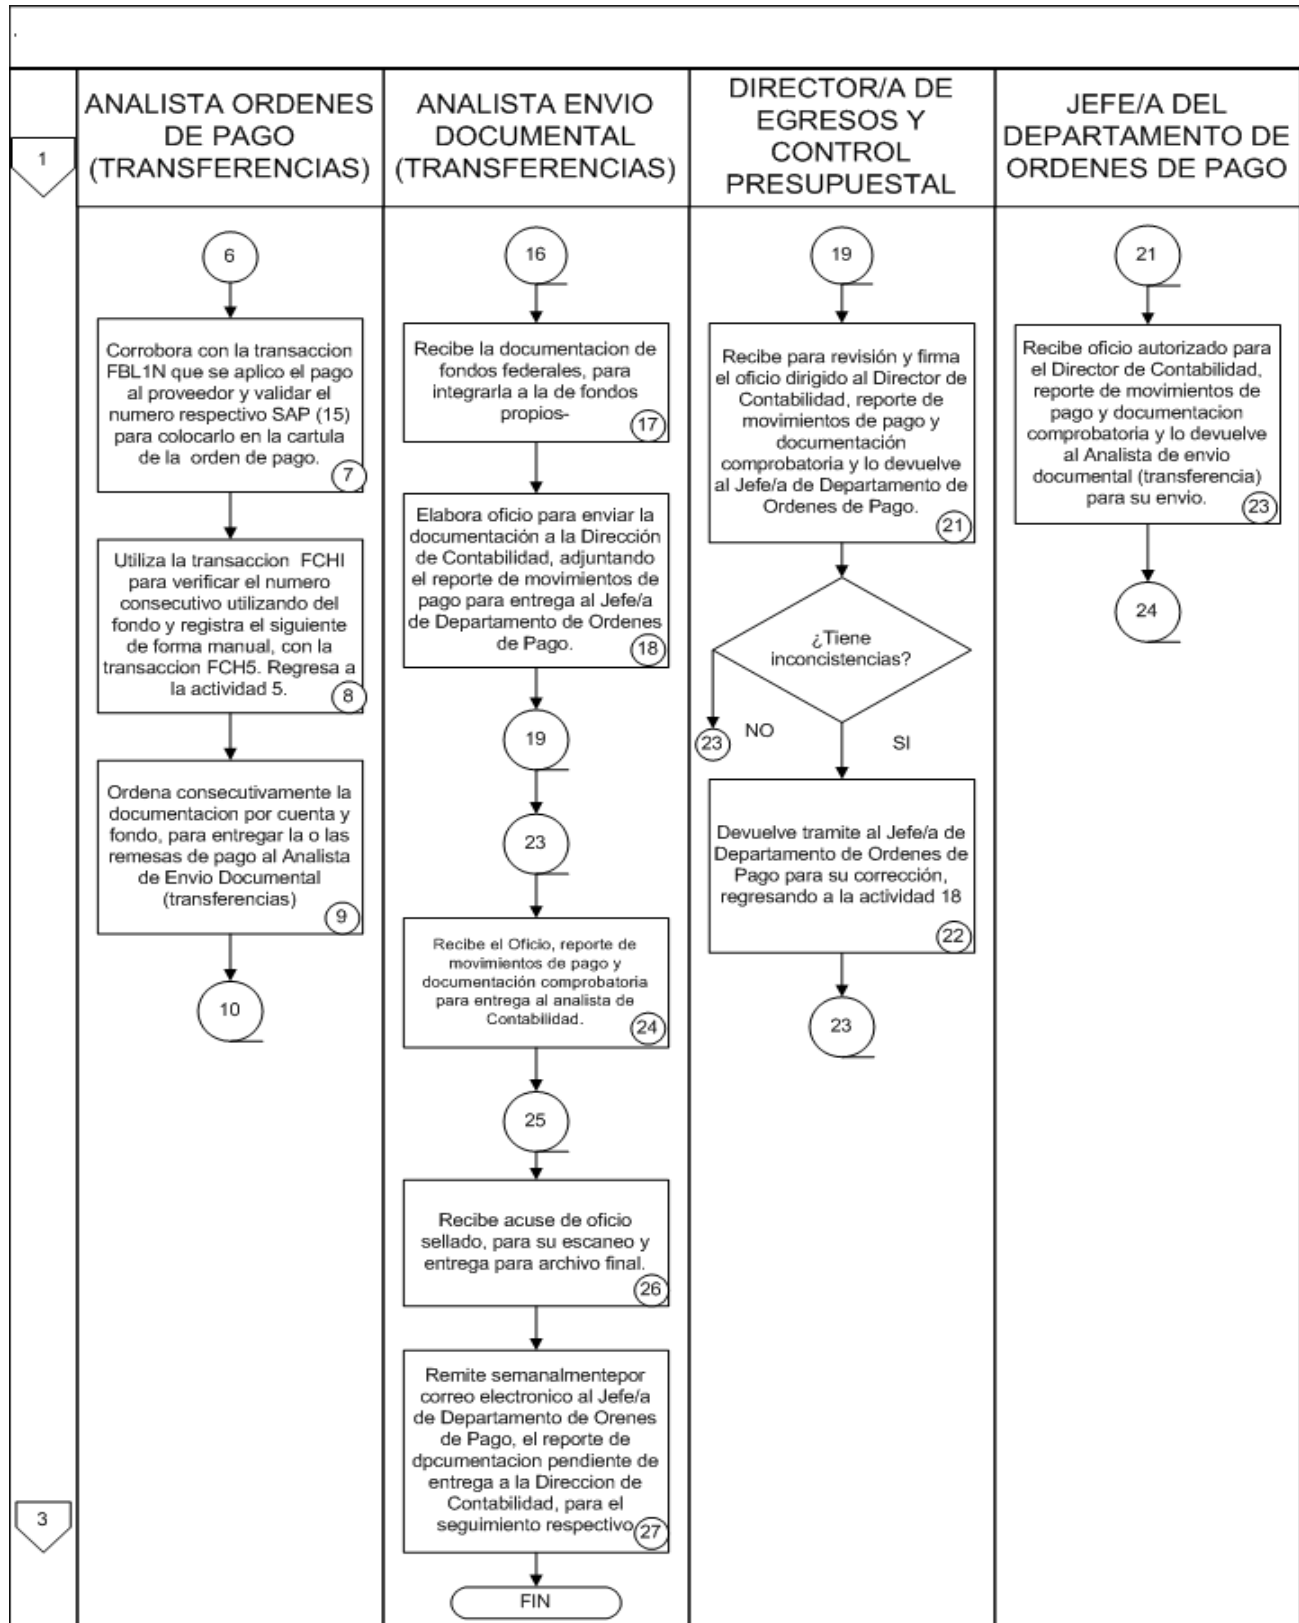 .
1
ANALISTA ORDENES
DE PAGO
(TRANSFERENCIAS)
ANALISTA ENVIO
DOCUMENTAL
(TRANSFERENCIAS)
DIRECTOR/A DE
EGRESOS Y
CONTROL
PRESUPUESTAL
JEFE/A DEL
DEPARTAMENTO DE
ORDENES DE PAGO
6
Corrobora con la transaccion
FBL1N que se aplico el pago
al proveedor y validar el
numero respectivo SAP (15)
para colocarlo en la cartula
de la orden de pago.
7
Utiliza la transaccion FCHI
para verificar el numero
consecutivo utilizando del
fondo y registra el siguiente
de forma manual, con la
transaccion FCH5. Regresa a
la actividad 5.
8
Ordena consecutivamente la
documentacion por cuenta y
fondo, para entregar la o las
remesas de pago al Analista
de Envio Documental
(transferencias)
9
10
16
Recibe la documentacion de
fondos federales, para
integrarla a la de fondos
propios-
17
Elabora oficio para enviar la
documentación a la Dirección
de Contabilidad, adjuntando
el reporte de movimientos de
pago para entrega al Jefe/a
de Departamento de Ordenes
de Pago.
18
19
23
Recibe el Oficio, reporte de
movimientos de pago y
documentación comprobatoria
para entrega al analista de
Contabilidad.
24
25
Recibe acuse de oficio
sellado, para su escaneo y
entrega para archivo final.
26
Remite semanalmentepor
correo electronico al Jefe/a
de Departamento de Orenes
de Pago, el reporte de
dpcumentacion pendiente de
entrega a la Direccion de
Contabilidad, para el
seguimiento respectivo
27
FIN
19
Recibe para revisión y firma
el oficio dirigido al Director de
Contabilidad, reporte de
movimientos de pago y
documentación
comprobatoria y lo devuelve
al Jefe/a de Departamento de
Ordenes de Pago.
21
¿Tiene
inconcistencias?
23
NO
SI
Devuelve tramite al Jefe/a de
Departamento de Ordenes de
Pago para su corrección,
regresando a la actividad 18
22
23
21
Recibe oficio autorizado para
el Director de Contabilidad,
reporte de movimientos de
pago y documentacion
comprobatoria y lo devuelve
al Analista de envio
documental (transferencia)
para su envio.
23
24
3